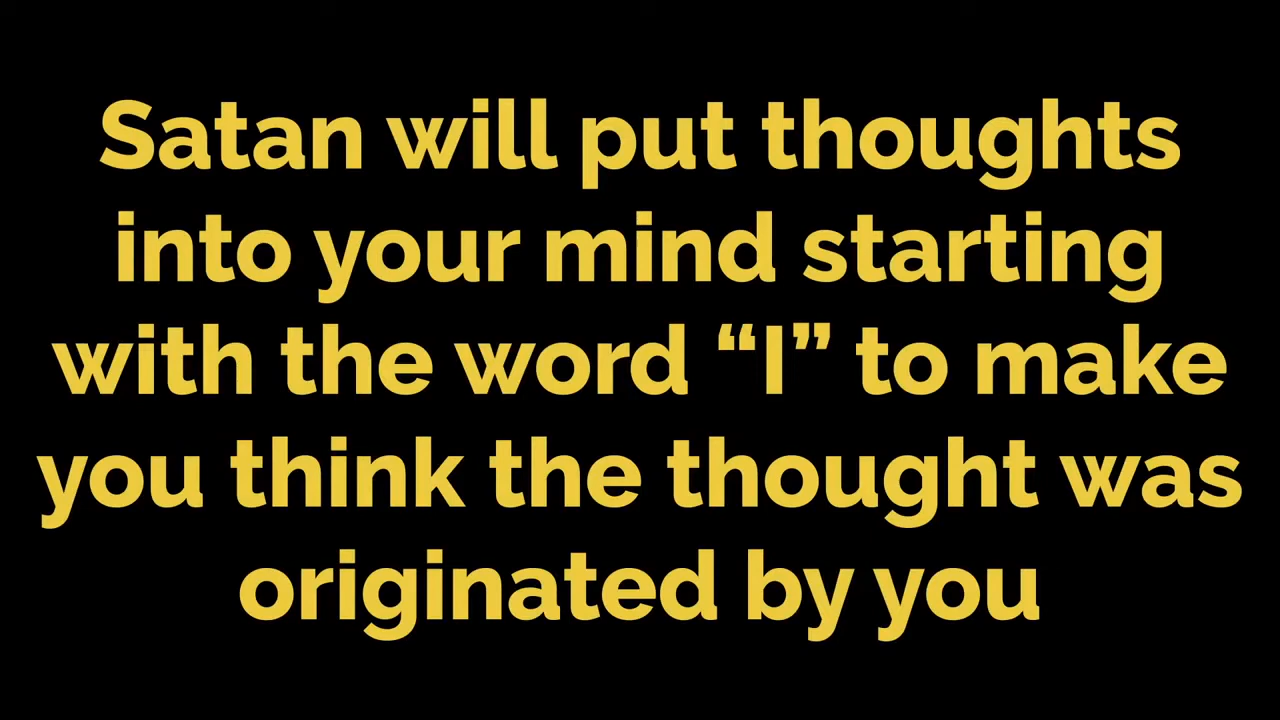 Satan will put thoughts
into your mind starting
with the word “I” to make
you think the thought was
originated by you